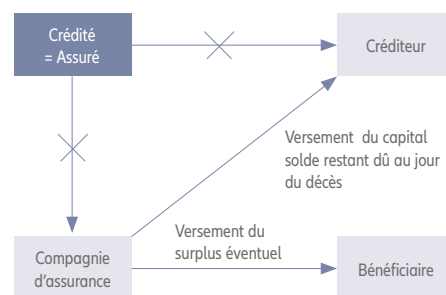 Crédité
= Assuré
Créditeur
Versement du capital
solde restant dû au jour
du décès
Versement du
surplus éventuel
Compagnie
d'assurance
Bénéficiaire